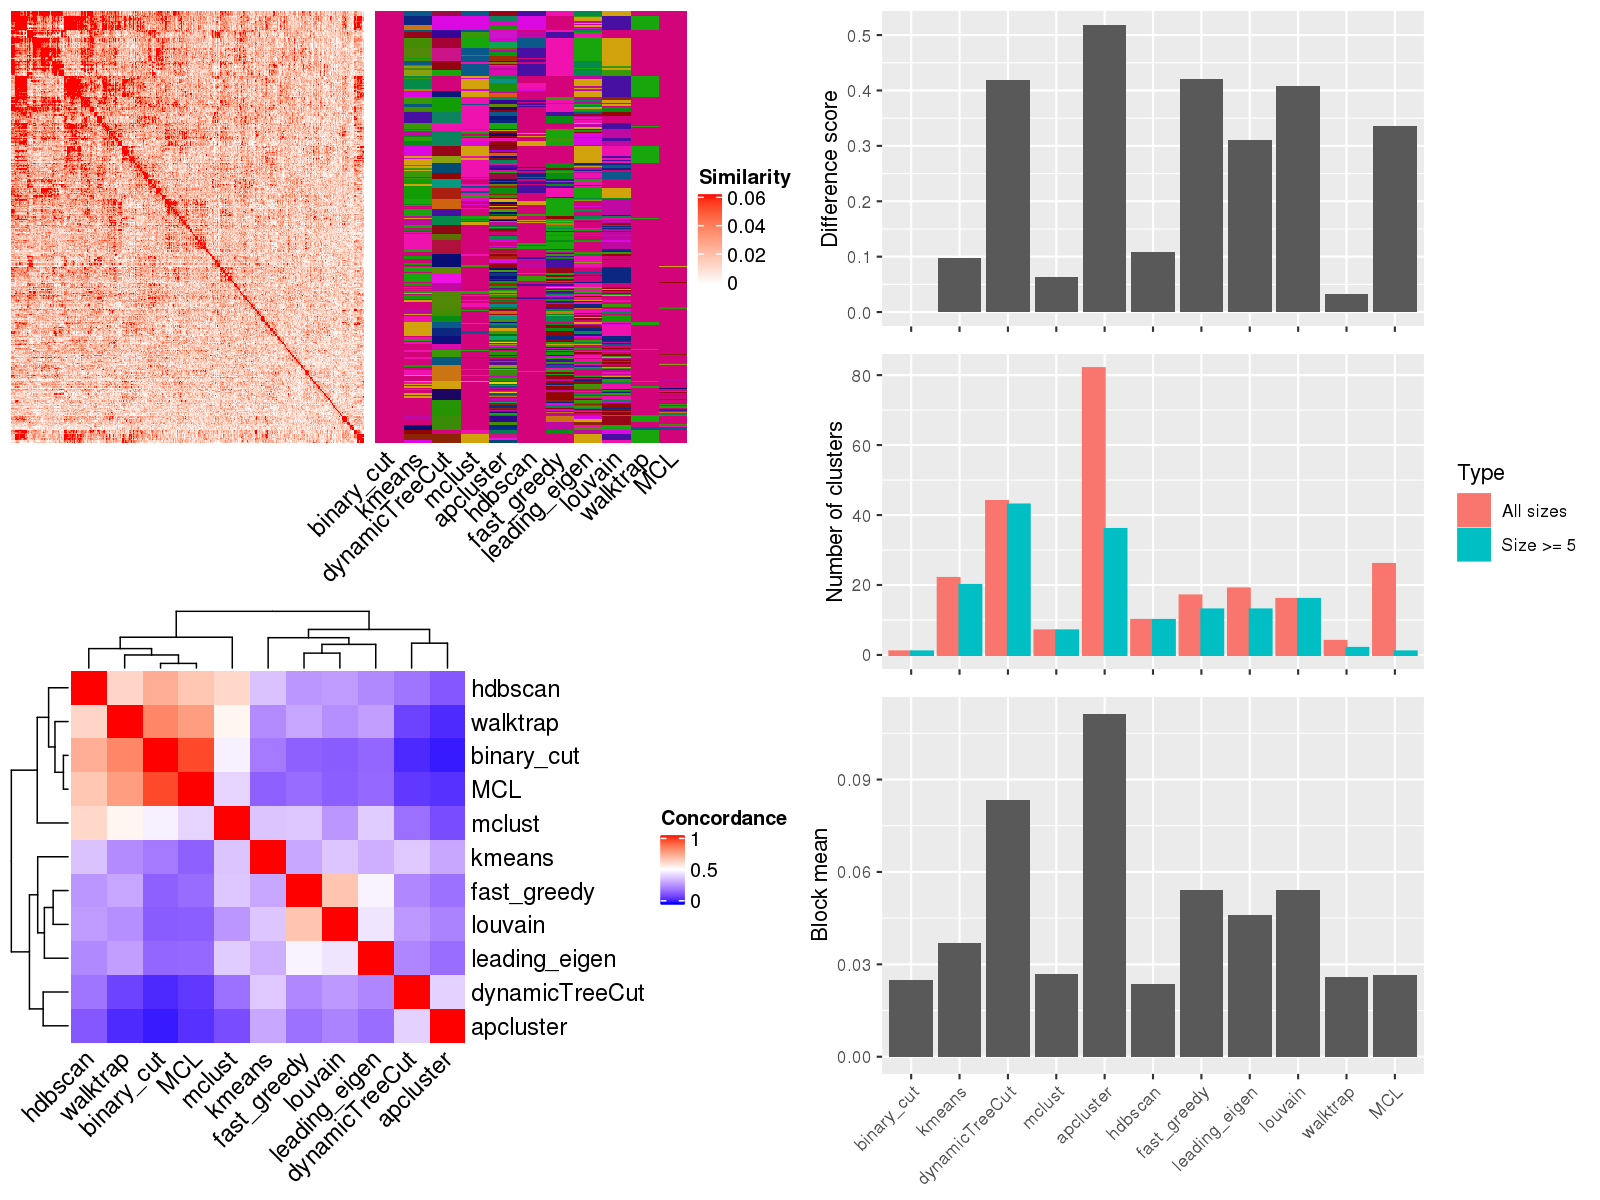 Similarity
0.06
0.04
0.02
0
binary_cut
kmeans
dynamicTreeCut
mclust
apcluster
hdbscan
fast_greedy
leading_eigen
louvain
walktrap
MCL
hdbscan
walktrap
binary_cut
MCL
mclust
kmeans
fast_greedy
louvain
leading_eigen
dynamicTreeCut
apcluster
hdbscan
walktrap
binary_cut
MCL
mclust
kmeans
fast_greedy
louvain
leading_eigen
dynamicTreeCut
apcluster
Concordance
1
0.5
0
Difference score
0.5
0.4
0.3
0.2
0.1
0.0
Number of clusters
80
60
40
20
0
Type
All sizes
Size >= 5
Block mean
0.09
0.06
0.03
0.00
binary_cut
kmeans
dynamicTreeCut
mclust
apcluster
hdbscan
fast_greedy
leading_eigen
louvain
walktrap
MCL